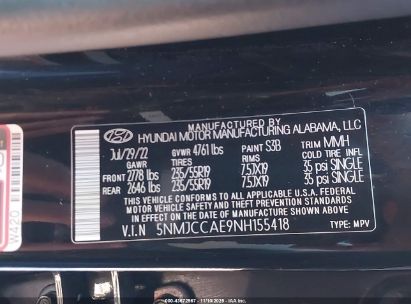 MANUFACTURED BY
HYUNDAI MOTOR MANUFACTURING ALABAMA, LLC
Jul/29/22 GVWR 4761 lbs PAINT S3B TRIM MMH
GAWR TIRES RIMS COLD TIRE INFL
FRONT 2778 lbs 235/55R19 7.5JX19 35 psi SINGLE
REAR 2646 lbs 235/55R19 7.5JX19 35 psi SINGLE
THIS VEHICLE CONFORMS TO ALL APPLICABLE U.S.A. FEDERAL
MOTOR VEHICLE SAFETY AND BUMPER AND
THEFT PREVENTION STANDARDS IN EFFECT ON
THE DATE OF MANUFACTURE SHOWN ABOVE.
V.I.N 5NMJCCAE9NH155418 TYPE: MPV